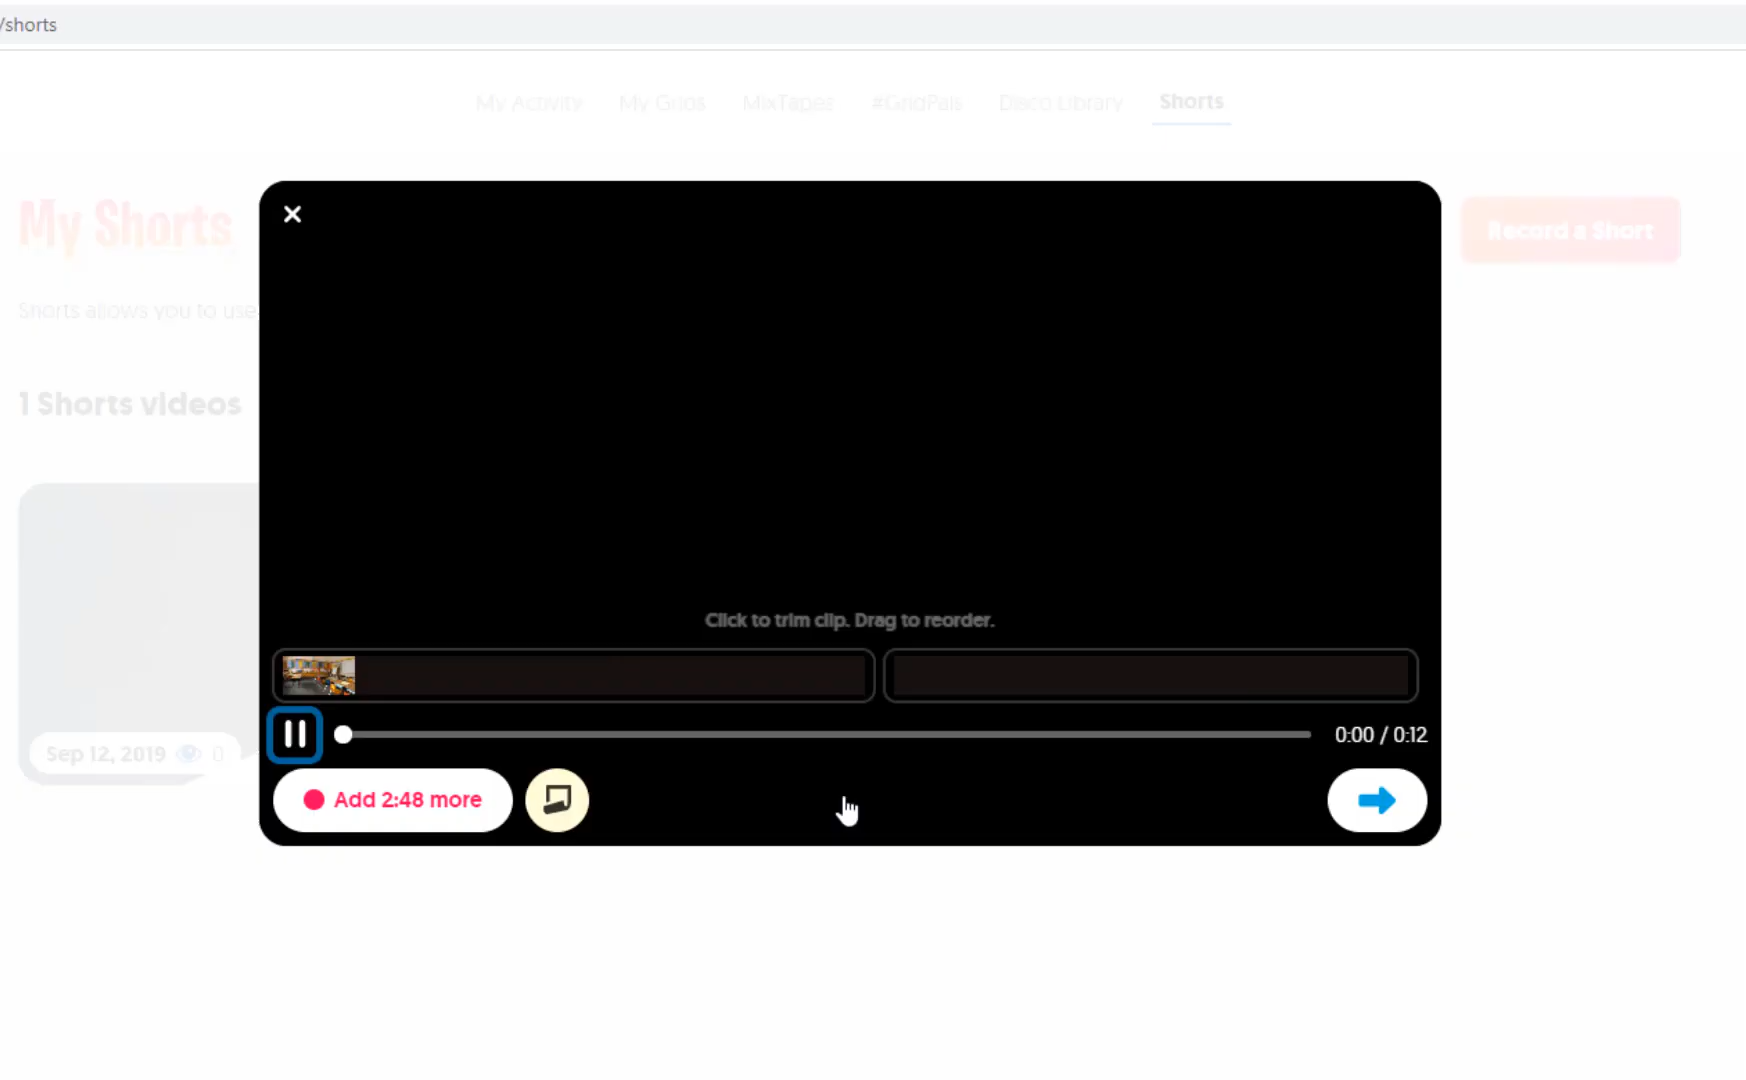 /shorts
My Activity My Grids MixTapes #GridPals Disco Library Shorts
My Shorts
Record a Short
Shorts allows you to use
1 Shorts videos
Click to trim clip. Drag to reorder.
0:00 / 0:12
Sep 12, 2019 0
Add 2:48 more